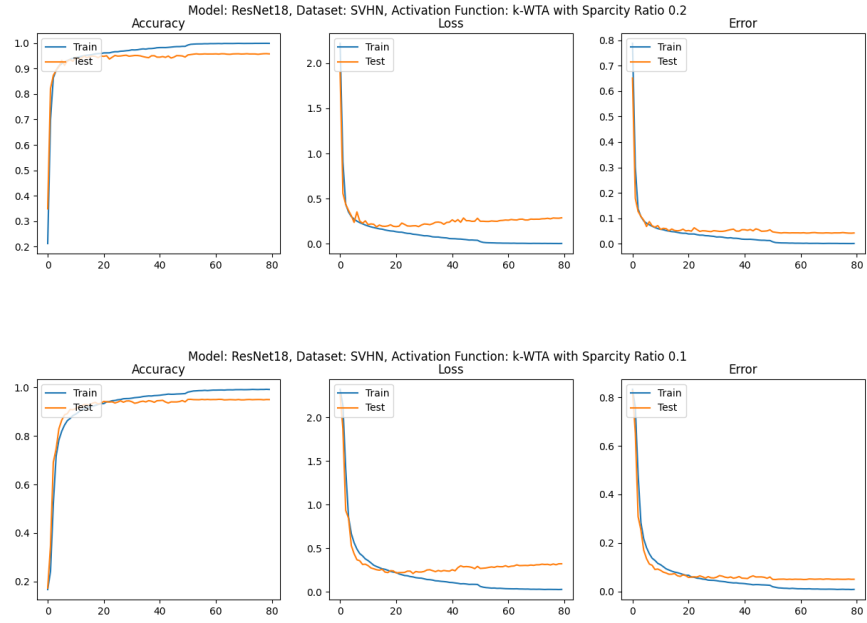 Model: ResNet18, Dataset: SVHN, Activation Function: k-WTA with Sparsity Ratio 0.2
Accuracy Loss Error
1.0
0.9
0.8
0.7
0.6
0.5
0.4
0.3
0.2
0 20 40 60 80
Train
Test
2.0
1.5
1.0
0.5
0.0
0 20 40 60 80
Train
Test
0.8
0.7
0.6
0.5
0.4
0.3
0.2
0.1
0.0
0 20 40 60 80
Train
Test
Model: ResNet18, Dataset: SVHN, Activation Function: k-WTA with Sparsity Ratio 0.1
Accuracy Loss Error
1.0
0.8
0.6
0.4
0.2
0 20 40 60 80
Train
Test
2.0
1.5
1.0
0.5
0.0
0 20 40 60 80
Train
Test
0.8
0.6
0.4
0.2
0.0
0 20 40 60 80
Train
Test